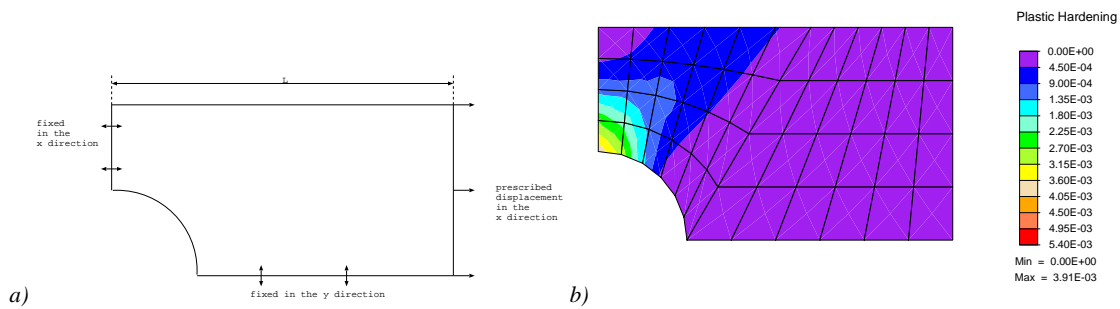 L
fixed
in the
x direction
prescribed
displacement
in the
x direction
fixed in the y direction
a)
b)
Plastic Hardening
0.00E+00
4.50E-04
9.00E-04
1.35E-03
1.80E-03
2.25E-03
2.70E-03
3.15E-03
3.60E-03
4.05E-03
4.50E-03
4.95E-03
5.40E-03
Min = 0.00E+00
Max = 3.91E-03